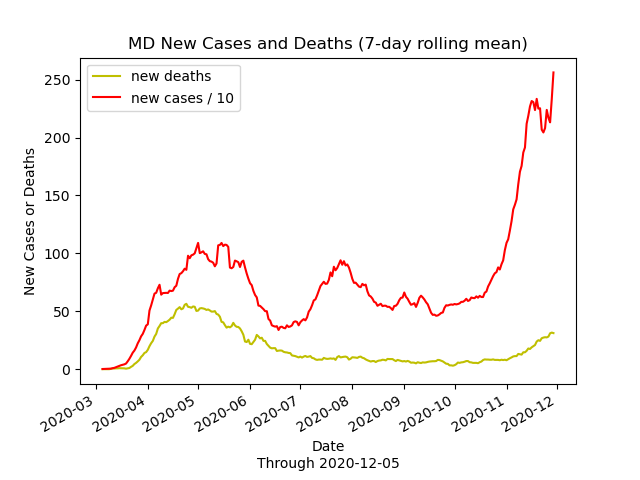 MD New Cases and Deaths (7-day rolling mean)
new deaths
new cases / 10
New Cases or Deaths
250
200
150
100
50
0
2020-03
2020-04
2020-05
2020-06
2020-07
2020-08
2020-09
2020-10
2020-11
2020-12
Date
Through 2020-12-05